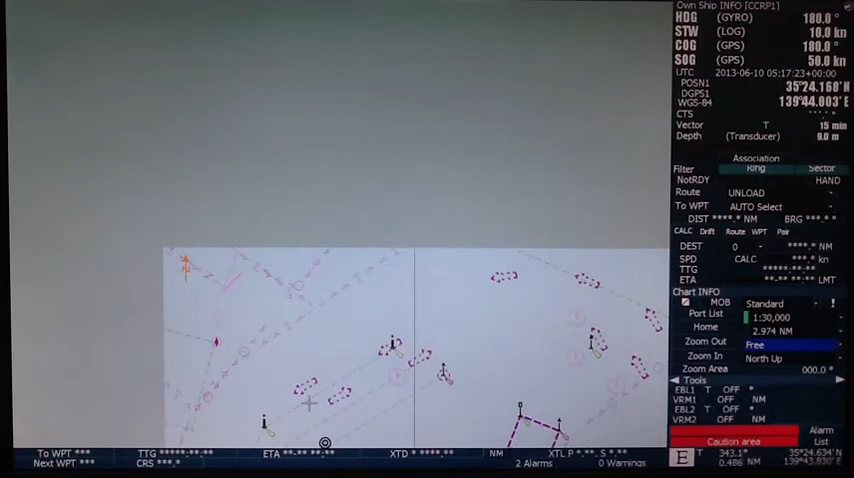 Own Ship INFO [CCRP1]
HDG (GYRO) 180.0 °
STW (LOG) 10.0 kn
COG (GPS) 180.0 °
SOG (GPS) 50.0 kn
UTC 2013-06-10 05:17:23+00:00
POSN1 35°24.168'N
DGPS1
WGS-84 139°44.003'E
CTS ***.* °
Vector T 15 min
Depth (Transducer) 9.0 m
Association
Filter Ring Sector
NotRDY HAND
Route UNLOAD
To WPT AUTO Select
DIST ****.* NM BRG ***.* °
CALC Drift Route WPT Pair
DEST 0 ****.* NM
SPD CALC ***.* kn
TTG *****-**-**
ETA **-** **:** LMT
Chart INFO
MOB Standard !
Port List 1:30,000
Home 2.974 NM
Zoom Out Free
Zoom In North Up
Zoom Area 000.0 °
Tools
EBL1 T OFF °
VRM1 OFF NM
EBL2 T OFF °
VRM2 OFF NM
Alarm
Caution area List
To WPT *** TTG *****-**-** ETA **-** **:** XTD * ****.** NM XTL P *.**, S *.**
Next WPT *** CRS ***.* 2 Alarms 0 Warnings
E T 343.1° 35°24.634'N
0.486 NM 139°43.830'E